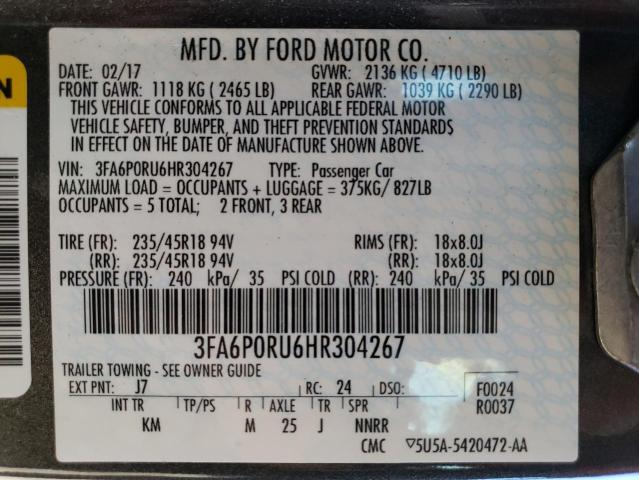 MFD. BY FORD MOTOR CO.
DATE: 02/17 GVWR: 2136 KG ( 4710 LB)
FRONT GAWR: 1118 KG ( 2465 LB) REAR GAWR: 1039 KG ( 2290 LB)
THIS VEHICLE CONFORMS TO ALL APPLICABLE FEDERAL MOTOR
VEHICLE SAFETY, BUMPER, AND THEFT PREVENTION STANDARDS
IN EFFECT ON THE DATE OF MANUFACTURE SHOWN ABOVE.
VIN: 3FA6P0RU6HR304267 TYPE: Passenger Car
MAXIMUM LOAD = OCCUPANTS + LUGGAGE = 375KG/ 827LB
OCCUPANTS = 5 TOTAL; 2 FRONT, 3 REAR
TIRE (FR): 235/45R18 94V RIMS (FR): 18x8.0J
(RR): 235/45R18 94V (RR): 18x8.0J
PRESSURE (FR): 240 kPa/ 35 PSI COLD (RR): 240 kPa/ 35 PSI COLD
3FA6P0RU6HR304267
TRAILER TOWING - SEE OWNER GUIDE
EXT PNT: J7 RC: 24 DSO: F0024
R0037
INT TR TP/PS R AXLE TR SPR
KM M 25 J NNRR
CMC ▽5U5A-5420472-AA
N